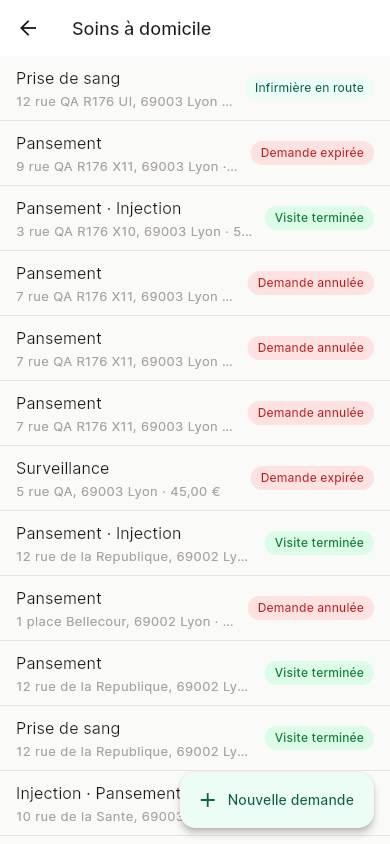 Soins à domicile
Prise de sang
12 rue QA R176 UI, 69003 Lyon ...
Infirmière en route
Pansement
9 rue QA R176 X11, 69003 Lyon ·...
Demande expirée
Pansement · Injection
3 rue QA R176 X10, 69003 Lyon · 5...
Visite terminée
Pansement
7 rue QA R176 X11, 69003 Lyon ...
Demande annulée
Pansement
7 rue QA R176 X11, 69003 Lyon ...
Demande annulée
Pansement
7 rue QA R176 X11, 69003 Lyon ...
Demande annulée
Surveillance
5 rue QA, 69003 Lyon · 45,00 €
Demande expirée
Pansement · Injection
12 rue de la Republique, 69002 Ly...
Visite terminée
Pansement
1 place Bellecour, 69002 Lyon · ...
Demande annulée
Pansement
12 rue de la Republique, 69002 Ly...
Visite terminée
Prise de sang
12 rue de la Republique, 69002 Ly...
Visite terminée
Injection · Pansement
10 rue de la Sante, 69003
Nouvelle demande